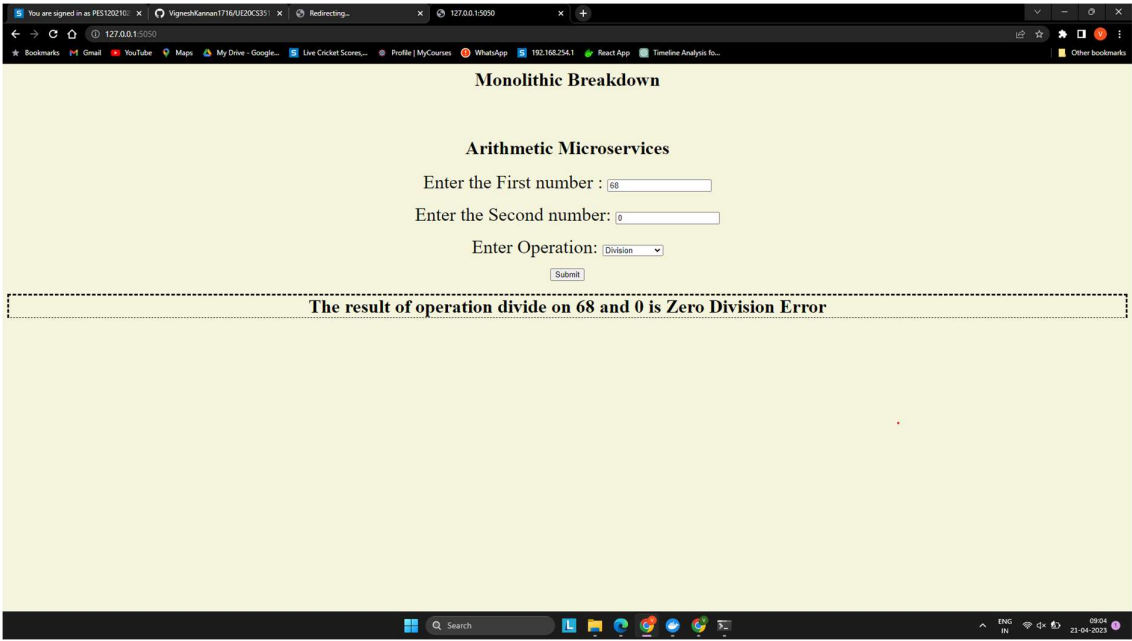 You are signed in as PES1202102
VigneshKannan1716/UE20CS351
Redirecting...
127.0.0.1:5050
127.0.0.1:5050
Bookmarks
Gmail
YouTube
Maps
My Drive - Google...
Live Cricket Scores,...
Profile | MyCourses
WhatsApp
192.168.254.1
React App
Timeline Analysis fo...
Other bookmarks
Monolithic Breakdown
Arithmetic Microservices
Enter the First number : 68
Enter the Second number: 0
Enter Operation: Division
Submit
The result of operation divide on 68 and 0 is Zero Division Error
Search
ENG
IN
09:04
21-04-2023